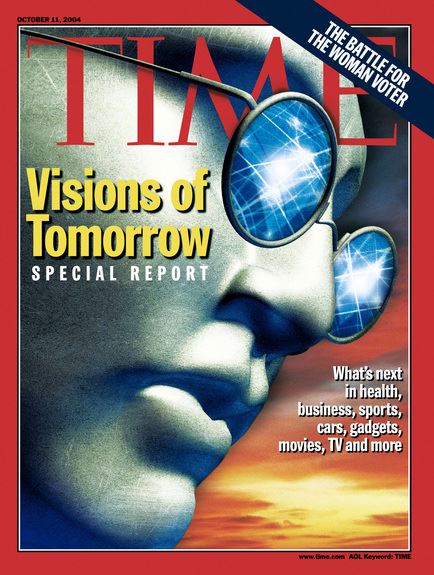 OCTOBER 11, 2004
THE BATTLE FOR
THE WOMAN VOTER
TIME
Visions of
Tomorrow
SPECIAL REPORT
What's next
in health,
business, sports,
cars, gadgets,
movies, TV and more
www.time.com AOL Keyword: TIME